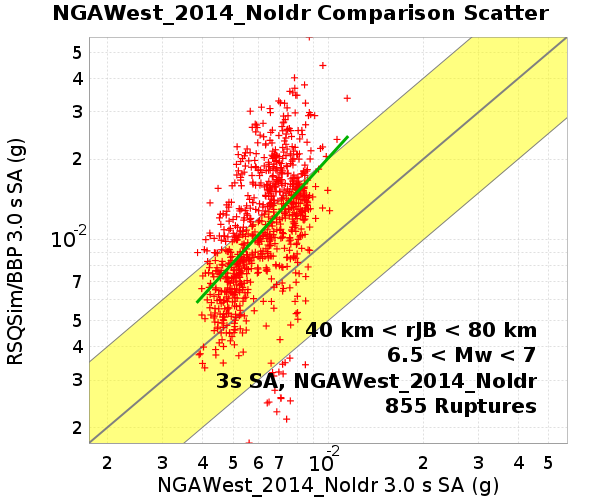 NGAWest_2014_NoIdr Comparison Scatter
5
4
3
2
10-2
7
5
4
3
2
RSQSim/BBP 3.0 s SA (g)
40 km < rJB < 80 km
6.5 < Mw < 7
3s SA, NGAWest_2014_NoIdr
855 Ruptures
2 3 4 5 6 7 10-2 2 3 4 5
NGAWest_2014_NoIdr 3.0 s SA (g)